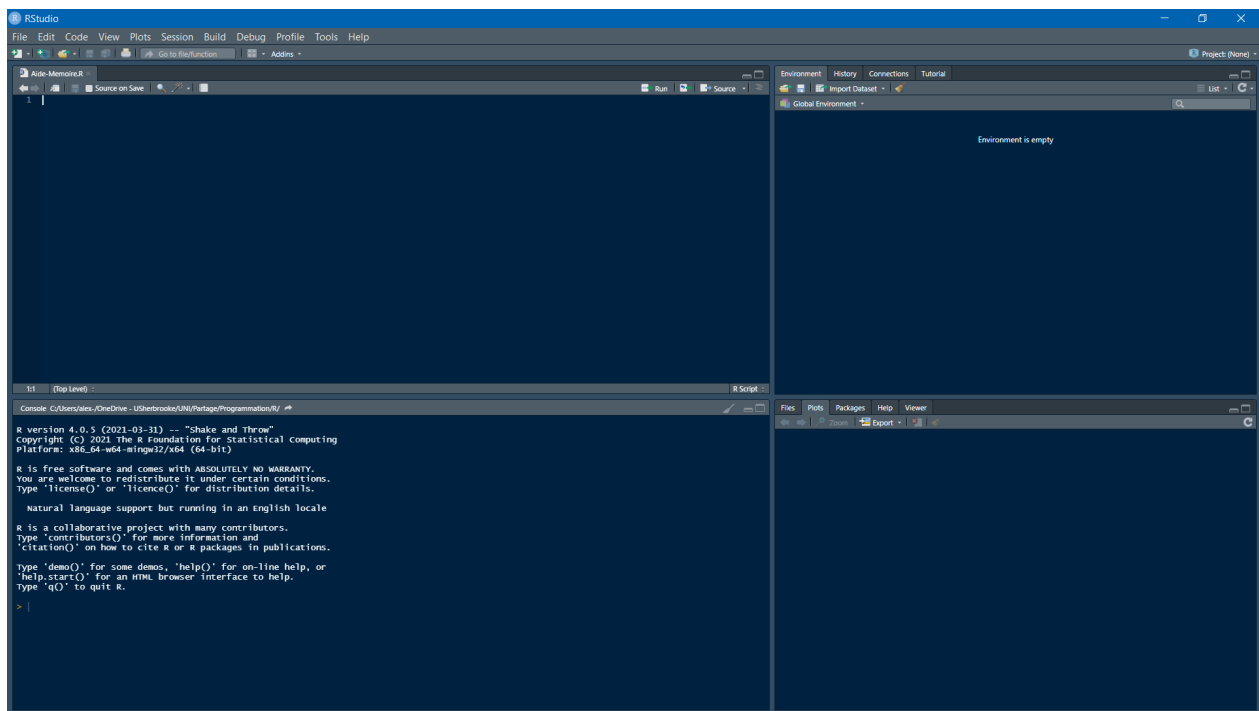 RStudio
File Edit Code View Plots Session Build Debug Profile Tools Help
Go to file/function Addins Project: (None)
Aide-Memoire.R
Source on Save Run Source
1
1:1 (Top Level) R Script
Console C:/Users/alex-/OneDrive - USherbrooke/UNI/Partage/Programmation/R/
R version 4.0.5 (2021-03-31) -- "Shake and Throw"
Copyright (C) 2021 The R Foundation for Statistical Computing
Platform: x86_64-w64-mingw32/x64 (64-bit)
R is free software and comes with ABSOLUTELY NO WARRANTY.
You are welcome to redistribute it under certain conditions.
Type 'license()' or 'licence()' for distribution details.
Natural language support but running in an English locale
R is a collaborative project with many contributors.
Type 'contributors()' for more information and
'citation()' on how to cite R or R packages in publications.
Type 'demo()' for some demos, 'help()' for on-line help, or
'help.start()' for an HTML browser interface to help.
Type 'q()' to quit R.
>
Environment History Connections Tutorial
Import Dataset List
Global Environment
Environment is empty
Files Plots Packages Help Viewer
Zoom Export